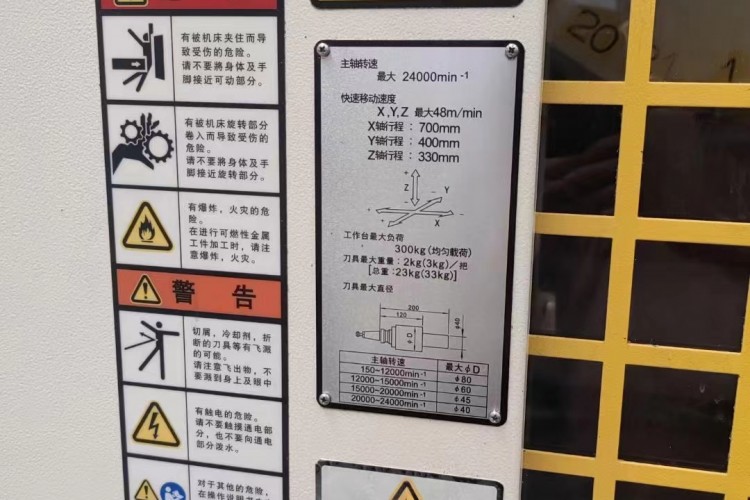 有被机床夹住而导
致受伤的危险。
请不要將身体及手
脚接近可动部分。
有被机床旋转部分
卷入而导致受伤的
危险。
请不要將身体及手
脚接近旋转部分。
有爆炸，火灾的危
险。
在进行可燃性金属
工件加工时，请注
意爆炸，火灾。
警 告
切屑，冷却剂，折
断的刀具等有飞溅
的可能。
请注意飞出物，不
要溅到身上及眼中
有触电的危险。
请不要触摸通电部
分，也不要向通电
部分泼水。
对于其他的危险，
主轴转速
最大 24000min⁻¹
快速移动速度
X,Y,Z 最大48m/min
X轴行程：700mm
Y轴行程：400mm
Z轴行程：330mm
Z
Y
X
工作台最大负荷
300kg(均匀载荷)
刀具最大重量：2kg(3kg)/把
[总重：23kg(33kg)]
刀具最大直径
200
120
φD
φ40
主轴转速 最大φD
150~12000min⁻¹ φ80
12000~15000min⁻¹ φ60
15000~20000min⁻¹ φ45
20000~24000min⁻¹ φ40
20